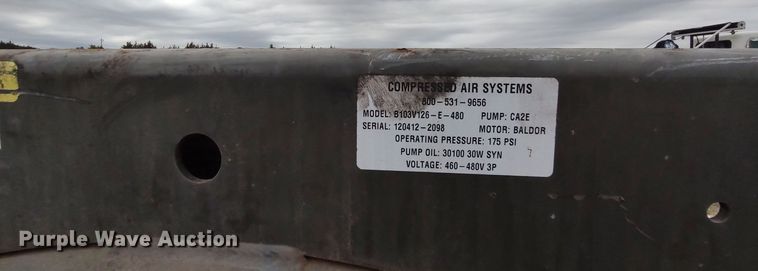 COMPRESSED AIR SYSTEMS
800-531-9656
MODEL: B103V126-E-480 PUMP: CA2E
SERIAL: 120412-2098 MOTOR: BALDOR
OPERATING PRESSURE: 175 PSI
PUMP OIL: 30100 30W SYN
VOLTAGE: 460-480V 3P
Purple Wave Auction